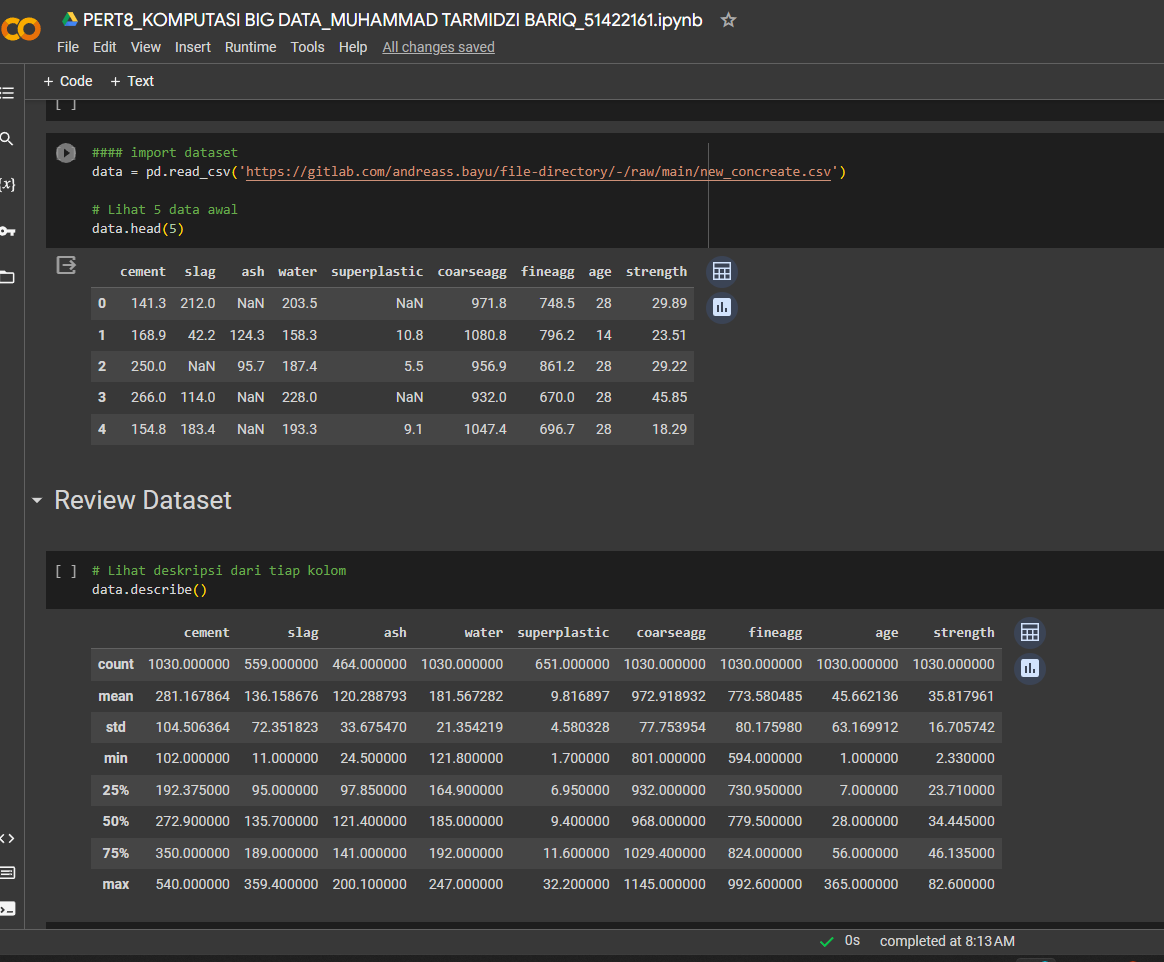 PERT8_KOMPUTASI BIG DATA_MUHAMMAD TARMIDZI BARIQ_51422161.ipynb
File Edit View Insert Runtime Tools Help All changes saved
+ Code + Text
[ ]
#### import dataset
data = pd.read_csv('https://gitlab.com/andreass.bayu/file-directory/-/raw/main/new_concreate.csv')
# Lihat 5 data awal
data.head(5)
cement slag ash water superplastic coarseagg fineagg age strength
0 141.3 212.0 NaN 203.5 NaN 971.8 748.5 28 29.89
1 168.9 42.2 124.3 158.3 10.8 1080.8 796.2 14 23.51
2 250.0 NaN 95.7 187.4 5.5 956.9 861.2 28 29.22
3 266.0 114.0 NaN 228.0 NaN 932.0 670.0 28 45.85
4 154.8 183.4 NaN 193.3 9.1 1047.4 696.7 28 18.29
Review Dataset
[ ] # Lihat deskripsi dari tiap kolom
data.describe()
cement slag ash water superplastic coarseagg fineagg age strength
count 1030.000000 559.000000 464.000000 1030.000000 651.000000 1030.000000 1030.000000 1030.000000 1030.000000
mean 281.167864 136.158676 120.288793 181.567282 9.816897 972.918932 773.580485 45.662136 35.817961
std 104.506364 72.351823 33.675470 21.354219 4.580328 77.753954 80.175980 63.169912 16.705742
min 102.000000 11.000000 24.500000 121.800000 1.700000 801.000000 594.000000 1.000000 2.330000
25% 192.375000 95.000000 97.850000 164.900000 6.950000 932.000000 730.950000 7.000000 23.710000
50% 272.900000 135.700000 121.400000 185.000000 9.400000 968.000000 779.500000 28.000000 34.445000
75% 350.000000 189.000000 141.000000 192.000000 11.600000 1029.400000 824.000000 56.000000 46.135000
max 540.000000 359.400000 200.100000 247.000000 32.200000 1145.000000 992.600000 365.000000 82.600000
0s completed at 8:13 AM